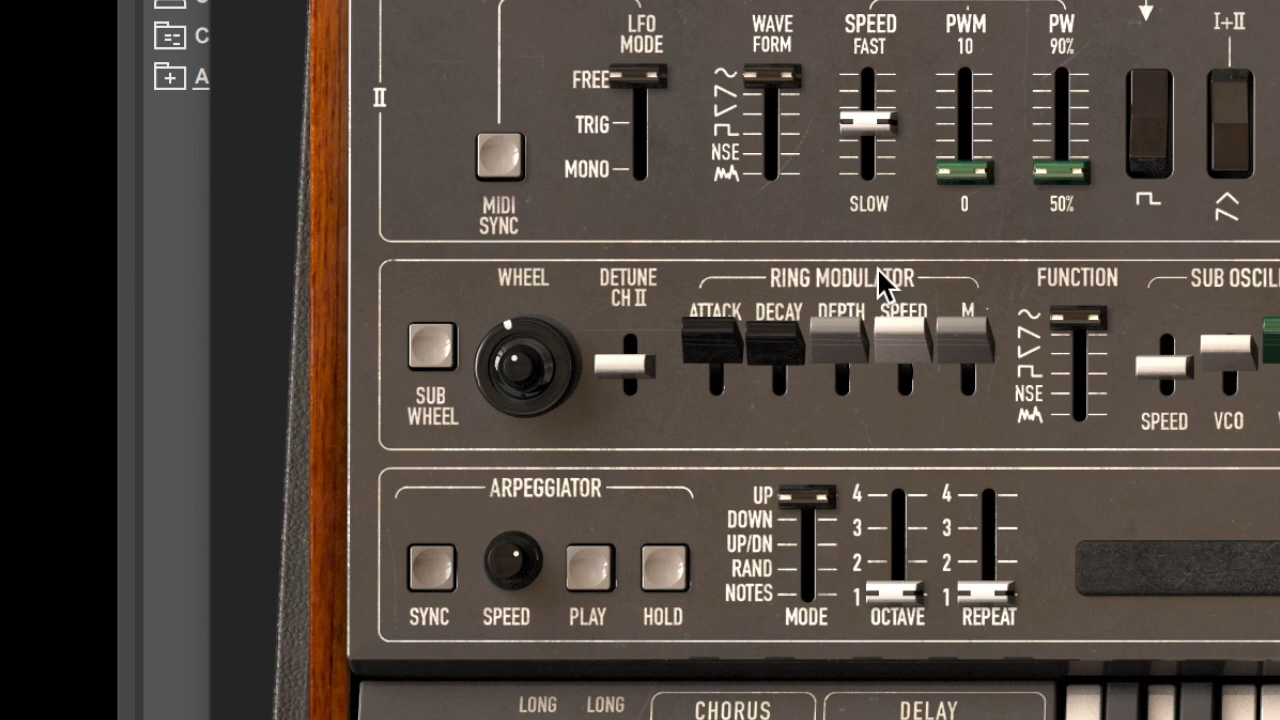 C
A
II
LFO
MODE
FREE
TRIG
MONO
MIDI
SYNC
WAVE
FORM
NSE
SPEED
FAST
SLOW
PWM
10
0
PW
90%
50%
I+II
WHEEL
DETUNE
CH II
SUB
WHEEL
RING MODULATOR
ATTACK DECAY DEPTH SPEED M
FUNCTION
NSE
SUB OSCIL
SPEED VCO
ARPEGGIATOR
SYNC SPEED PLAY HOLD
UP
DOWN
UP/DN
RAND
NOTES
MODE
4
3
2
1
OCTAVE
4
3
2
1
REPEAT
LONG LONG
CHORUS
DELAY